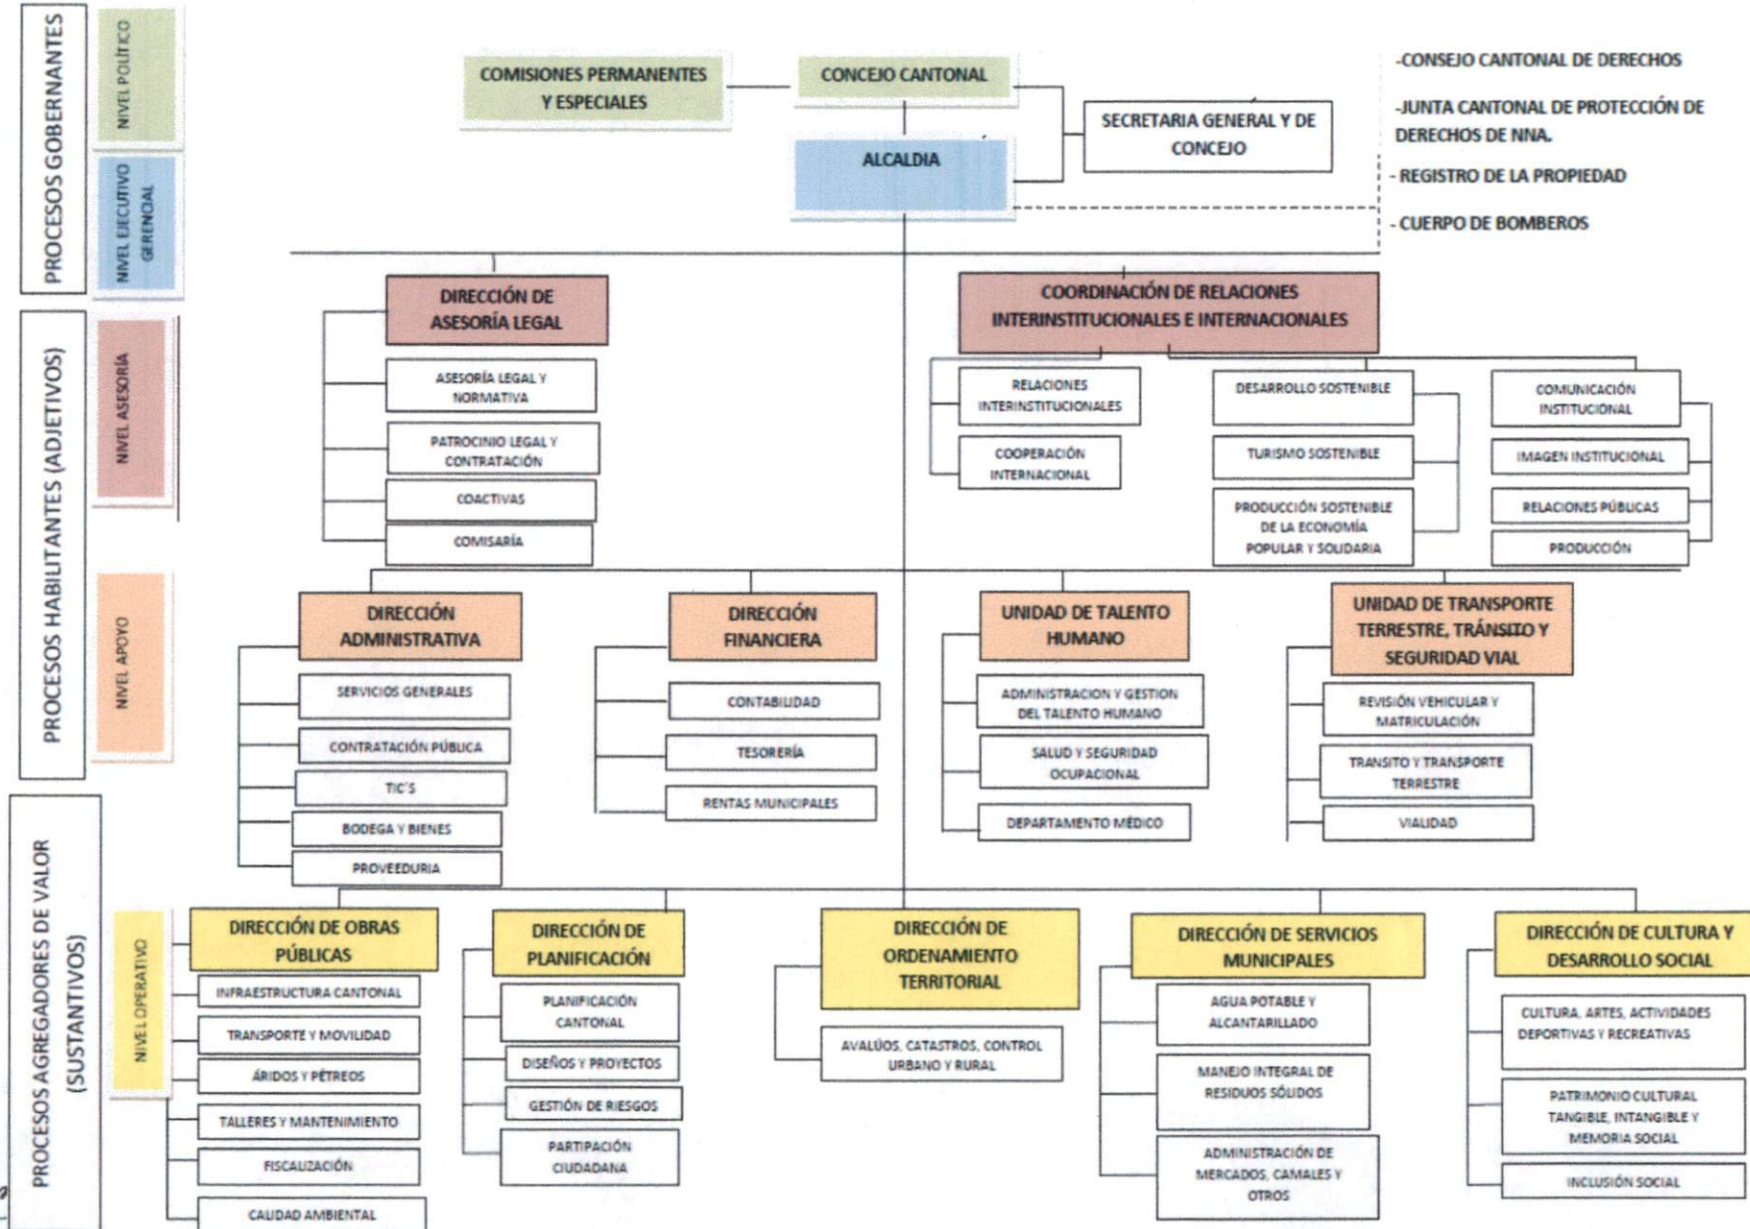 PROCESOS GOBERNANTES
NIVEL POLÍTICO
NIVEL EJECUTIVO
GERENCIAL
COMISIONES PERMANENTES
Y ESPECIALES
CONCEJO CANTONAL
ALCALDIA
SECRETARIA GENERAL Y DE
CONCEJO
-CONSEJO CANTONAL DE DERECHOS
-JUNTA CANTONAL DE PROTECCIÓN DE
DERECHOS DE NNA.
- REGISTRO DE LA PROPIEDAD
- CUERPO DE BOMBEROS
PROCESOS HABILITANTES (ADJETIVOS)
NIVEL ASESORÍA
DIRECCIÓN DE
ASESORÍA LEGAL
ASESORÍA LEGAL Y
NORMATIVA
PATROCINIO LEGAL Y
CONTRATACIÓN
COACTIVAS
COMISARÍA
COORDINACIÓN DE RELACIONES
INTERINSTITUCIONALES E INTERNACIONALES
RELACIONES
INTERINSTITUCIONALES
COOPERACIÓN
INTERNACIONAL
DESARROLLO SOSTENIBLE
TURISMO SOSTENIBLE
PRODUCCIÓN SOSTENIBLE
DE LA ECONOMÍA
POPULAR Y SOLIDARIA
COMUNICACIÓN
INSTITUCIONAL
IMAGEN INSTITUCIONAL
RELACIONES PÚBLICAS
PRODUCCIÓN
NIVEL APOYO
DIRECCIÓN
ADMINISTRATIVA
SERVICIOS GENERALES
CONTRATACIÓN PÚBLICA
TIC´S
BODEGA Y BIENES
PROVEEDURIA
DIRECCIÓN
FINANCIERA
CONTABILIDAD
TESORERÍA
RENTAS MUNICIPALES
UNIDAD DE TALENTO
HUMANO
ADMINISTRACION Y GESTION
DEL TALENTO HUMANO
SALUD Y SEGURIDAD
OCUPACIONAL
DEPARTAMENTO MÉDICO
UNIDAD DE TRANSPORTE
TERRESTRE, TRÁNSITO Y
SEGURIDAD VIAL
REVISIÓN VEHICULAR Y
MATRICULACIÓN
TRANSITO Y TRANSPORTE
TERRESTRE
VIALIDAD
PROCESOS AGREGADORES DE VALOR
(SUSTANTIVOS)
NIVEL OPERATIVO
DIRECCIÓN DE OBRAS
PÚBLICAS
INFRAESTRUCTURA CANTONAL
TRANSPORTE Y MOVILIDAD
ÁRIDOS Y PÉTREOS
TALLERES Y MANTENIMIENTO
FISCALIZACIÓN
CALIDAD AMBIENTAL
DIRECCIÓN DE
PLANIFICACIÓN
PLANIFICACIÓN
CANTONAL
DISEÑOS Y PROYECTOS
GESTIÓN DE RIESGOS
PARTIPACIÓN
CIUDADANA
DIRECCIÓN DE
ORDENAMIENTO
TERRITORIAL
AVALÚOS, CATASTROS, CONTROL
URBANO Y RURAL
DIRECCIÓN DE SERVICIOS
MUNICIPALES
AGUA POTABLE Y
ALCANTARILLADO
MANEJO INTEGRAL DE
RESIDUOS SÓLIDOS
ADMINISTRACIÓN DE
MERCADOS, CAMALES Y
OTROS
DIRECCIÓN DE CULTURA Y
DESARROLLO SOCIAL
CULTURA, ARTES, ACTIVIDADES
DEPORTIVAS Y RECREATIVAS
PATRIMONIO CULTURAL
TANGIBLE, INTANGIBLE Y
MEMORIA SOCIAL
INCLUSIÓN SOCIAL